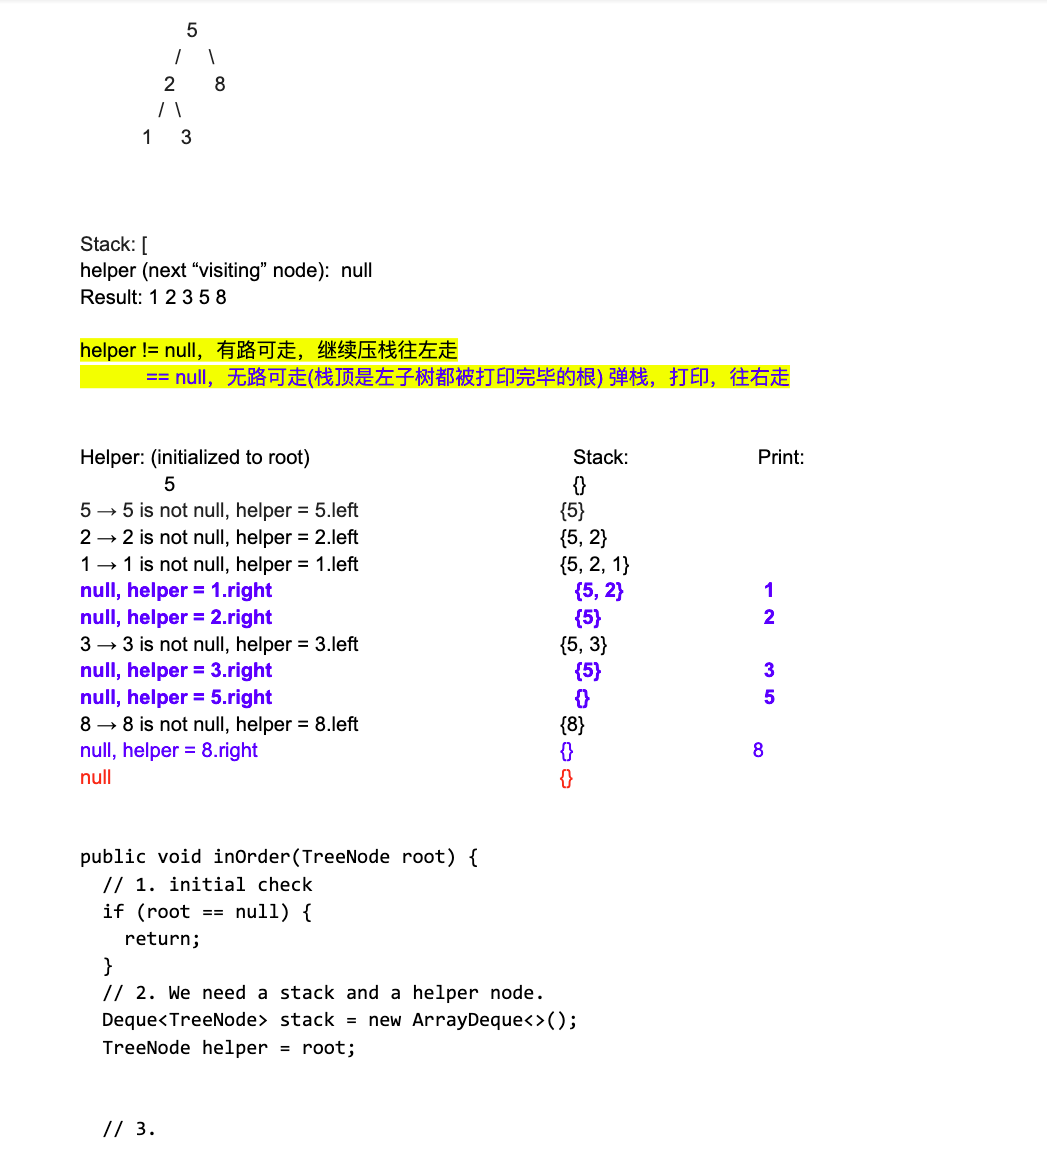 5
/ \
2 8
/ \
1 3
Stack: [
helper (next “visiting” node): null
Result: 1 2 3 5 8
helper != null，有路可走，继续压栈往左走
== null，无路可走(栈顶是左子树都被打印完毕的根) 弹栈，打印，往右走
Helper: (initialized to root) Stack: Print:
5 {}
5 → 5 is not null, helper = 5.left {5}
2 → 2 is not null, helper = 2.left {5, 2}
1 → 1 is not null, helper = 1.left {5, 2, 1}
null, helper = 1.right {5, 2} 1
null, helper = 2.right {5} 2
3 → 3 is not null, helper = 3.left {5, 3}
null, helper = 3.right {5} 3
null, helper = 5.right {} 5
8 → 8 is not null, helper = 8.left {8}
null, helper = 8.right {} 8
null {}
public void inOrder(TreeNode root) {
// 1. initial check
if (root == null) {
return;
}
// 2. We need a stack and a helper node.
Deque<TreeNode> stack = new ArrayDeque<>();
TreeNode helper = root;
// 3.